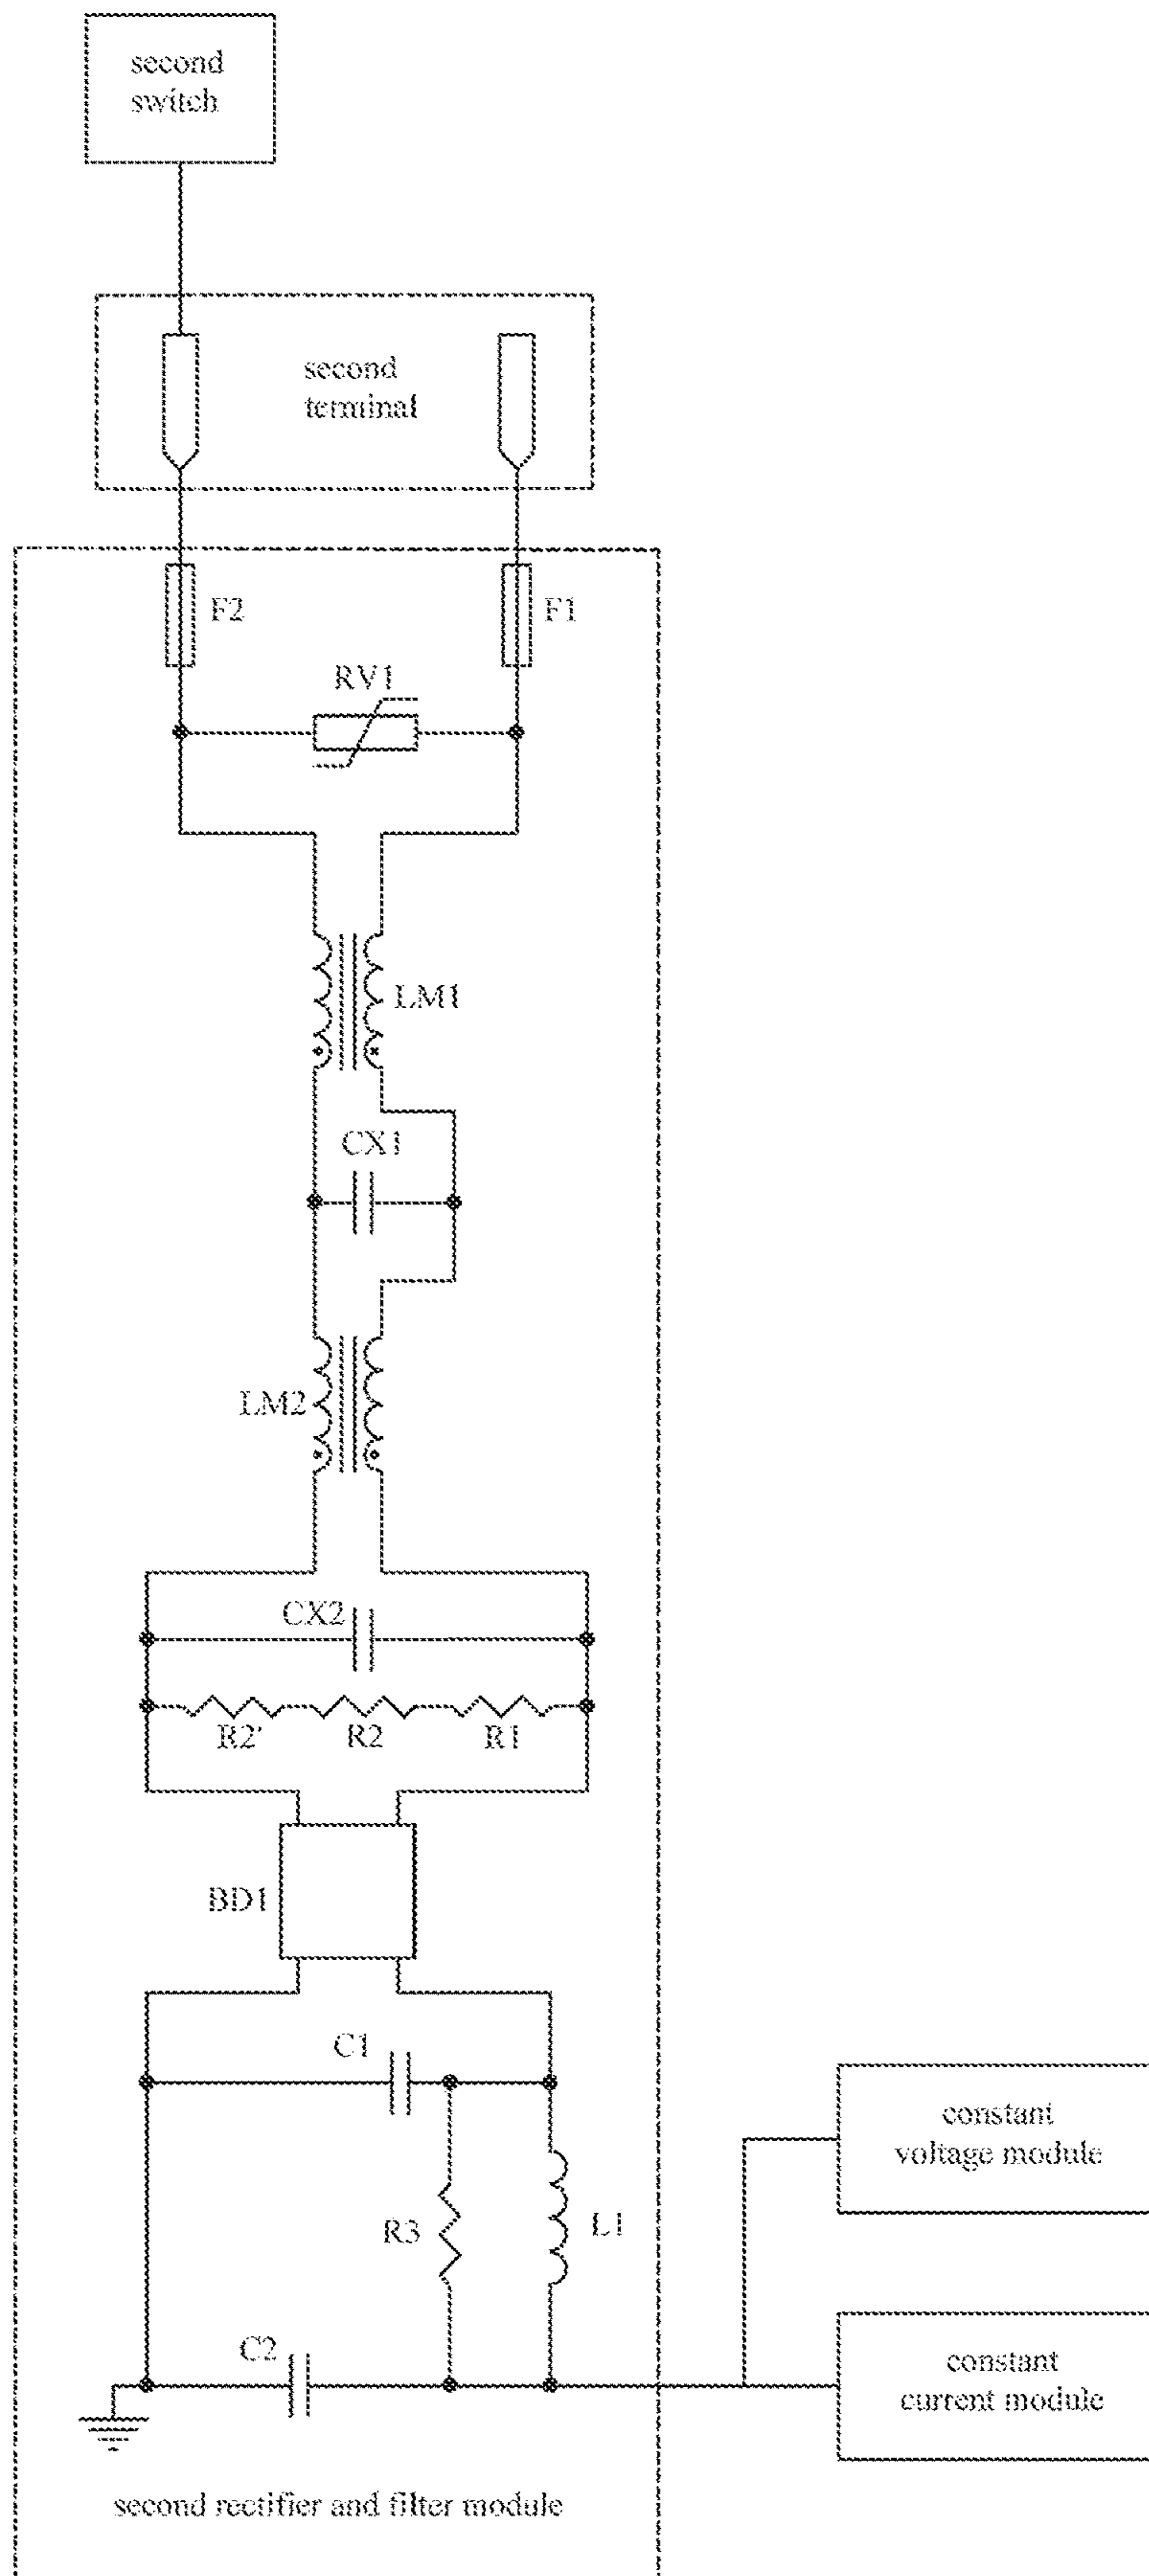 second
switch
second
terminal
F2
F1
RV1
LM1
CX1
LM2
CX2
R2'
R2
R1
BD1
C1
R3
L1
constant
voltage module
C2
constant
current module
second rectifier and filter module